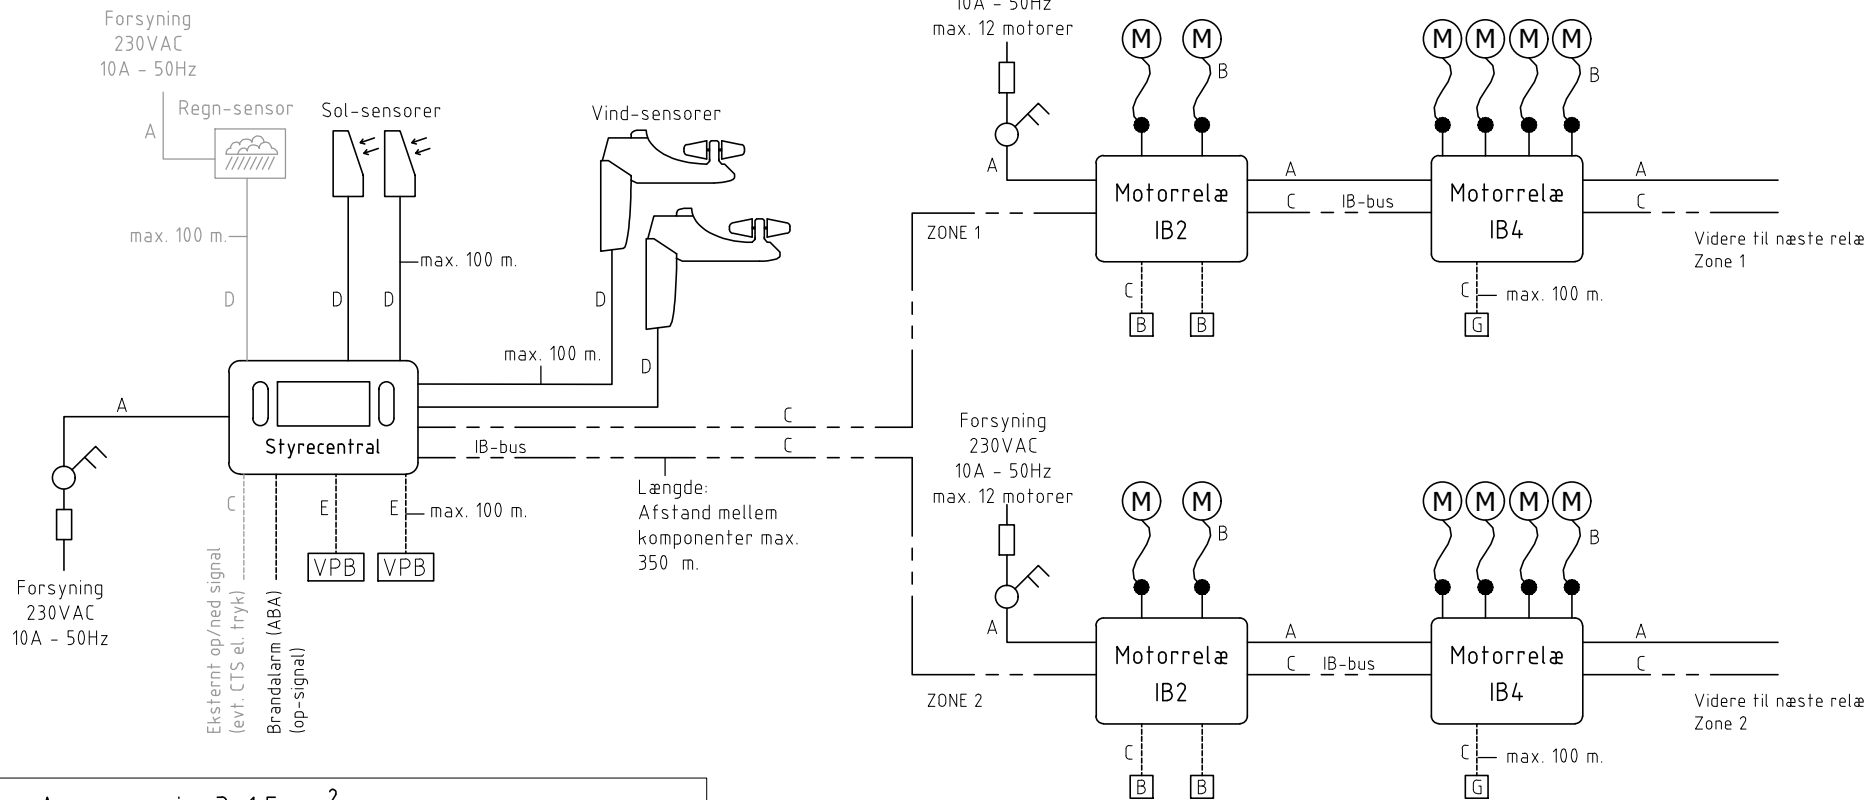 Forsyning
230VAC
10A - 50Hz
A
Regn-sensor
max. 100 m.
D
Sol-sensorer
D
D
max. 100 m.
Vind-sensorer
D
D
max. 100 m.
A
Styrecentral
Forsyning
230VAC
10A - 50Hz
C
Eksternt op/ned signal
(evt. CTS el. tryk)
Brandalarm (ABA)
(op-signal)
E
E
max. 100 m.
VPB
VPB
C
IB-bus
C
Længde:
Afstand mellem
komponenter max.
350 m.
10A - 50Hz
max. 12 motorer
A
M
M
B
M
M
M
M
B
Motorrelæ
IB2
A
C
IB-bus
Motorrelæ
IB4
A
C
ZONE 1
Videre til næste relæ
Zone 1
C
B
B
C
max. 100 m.
G
Forsyning
230VAC
10A - 50Hz
max. 12 motorer
A
M
M
B
M
M
M
M
B
Motorrelæ
IB2
A
C
IB-bus
Motorrelæ
IB4
A
C
ZONE 2
Videre til næste relæ
Zone 2
C
B
B
C
max. 100 m.
G